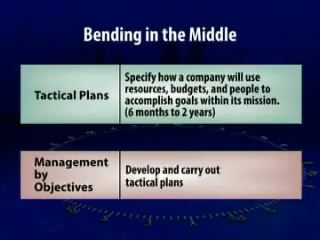 Bending in the Middle
Tactical Plans
Specify how a company will use
resources, budgets, and people to
accomplish goals within its mission.
(6 months to 2 years)
Management
by
Objectives
Develop and carry out
tactical plans